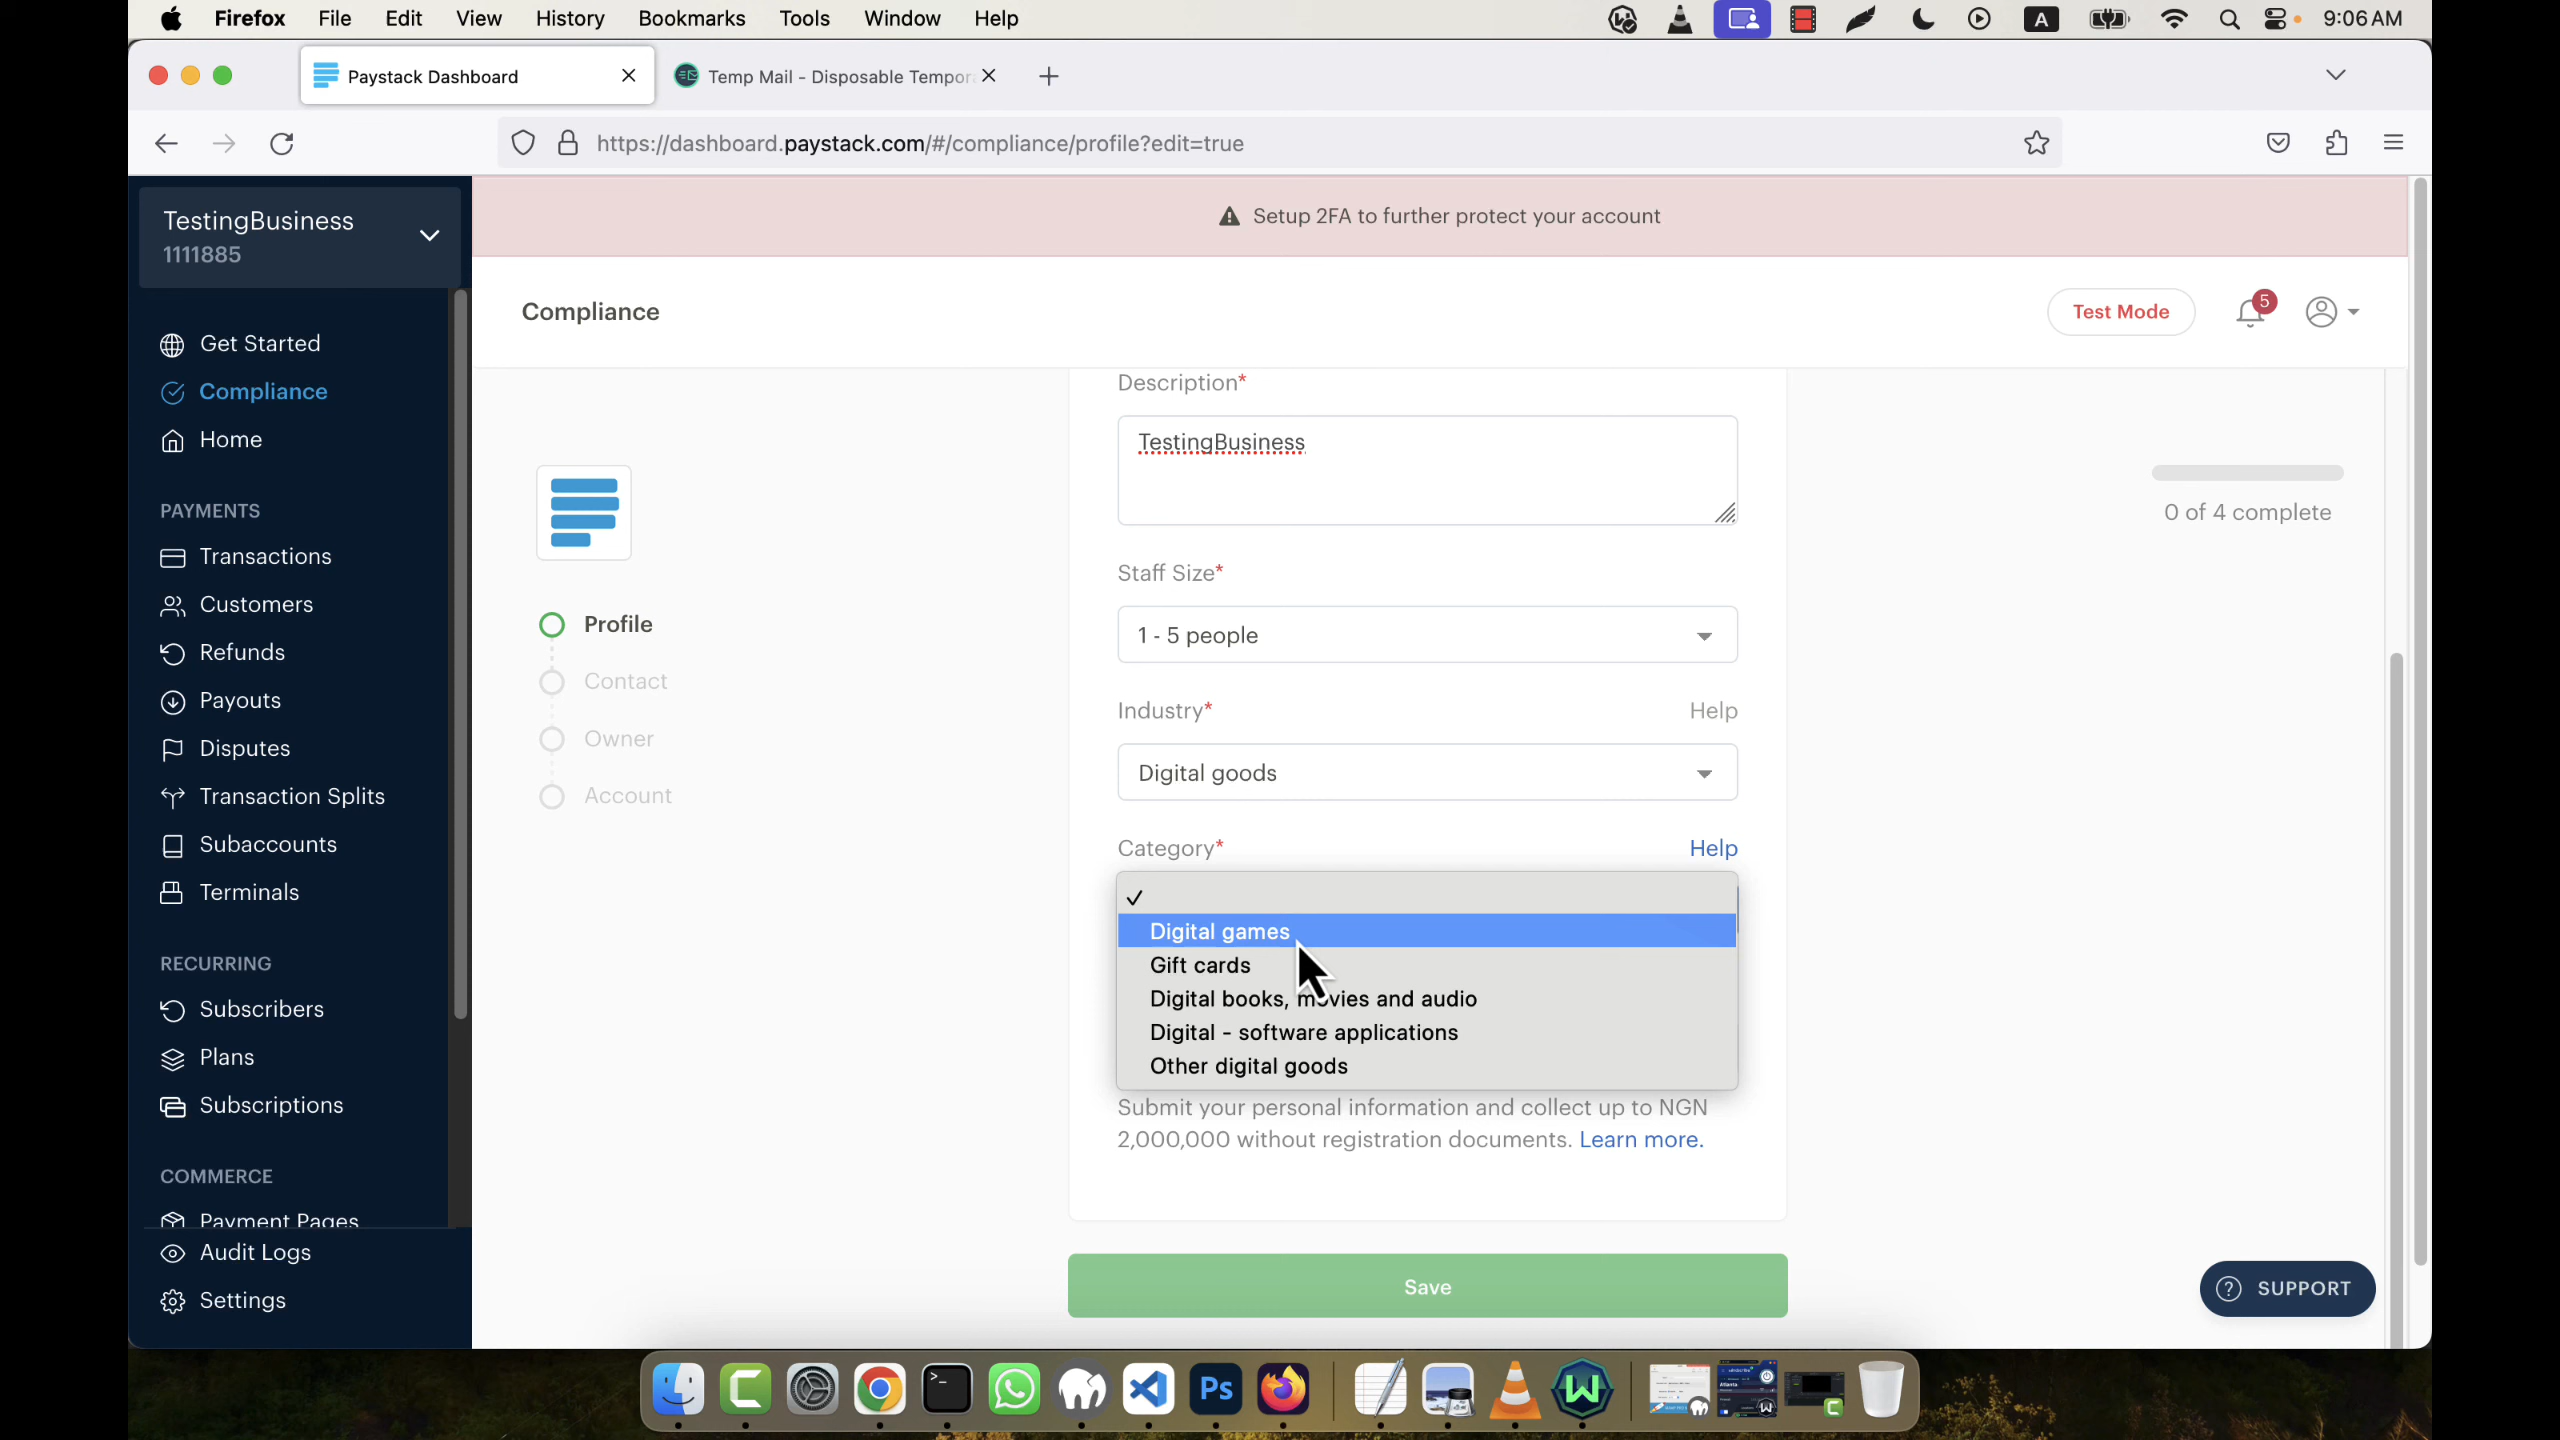 Firefox File Edit View History Bookmarks Tools Window Help
A
9:06 AM
Paystack Dashboard
Temp Mail - Disposable Tempora
https://dashboard.paystack.com/#/compliance/profile?edit=true
TestingBusiness
1111885
Setup 2FA to further protect your account
Compliance
Test Mode
5
Get Started
Compliance
Home
PAYMENTS
Transactions
Customers
Refunds
Payouts
Disputes
Transaction Splits
Subaccounts
Terminals
RECURRING
Subscribers
Plans
Subscriptions
COMMERCE
Payment Pages
Audit Logs
Settings
Profile
Contact
Owner
Account
Description*
TestingBusiness
Staff Size*
1 - 5 people
Industry*
Help
Digital goods
Category*
Help
Digital games
Gift cards
Digital books, movies and audio
Digital - software applications
Other digital goods
Submit your personal information and collect up to NGN
2,000,000 without registration documents. Learn more.
Save
0 of 4 complete
SUPPORT
Ps